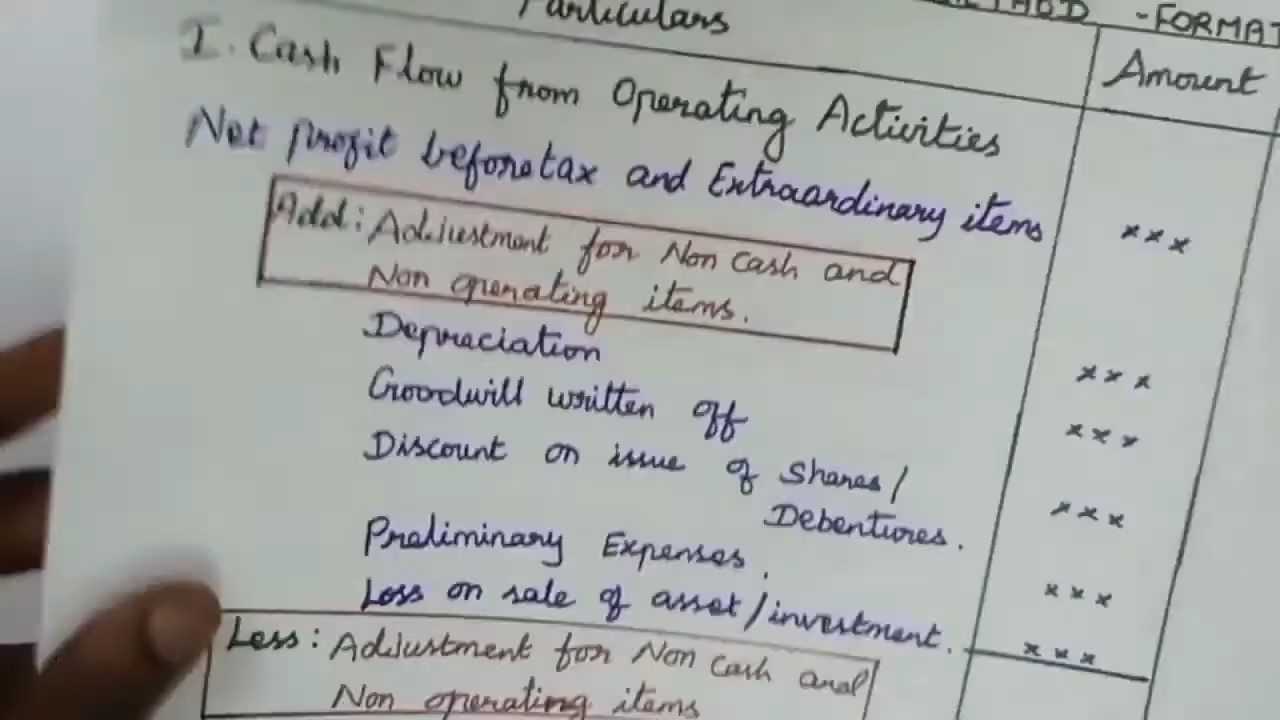 Particulars
METHOD -FORMAT
Amount
I. Cash Flow from Operating Activities
Net profit before tax and Extraordinary items
x x x
Add: Adjustment for Non Cash and
Non operating items.
Depreciation
x x x
Goodwill written off
x x x
Discount on issue of Shares/
Debentures.
x x x
Preliminary Expenses.
x x x
Loss on sale of asset/investment.
x x x
Less: Adjustment for Non Cash and
Non operating items